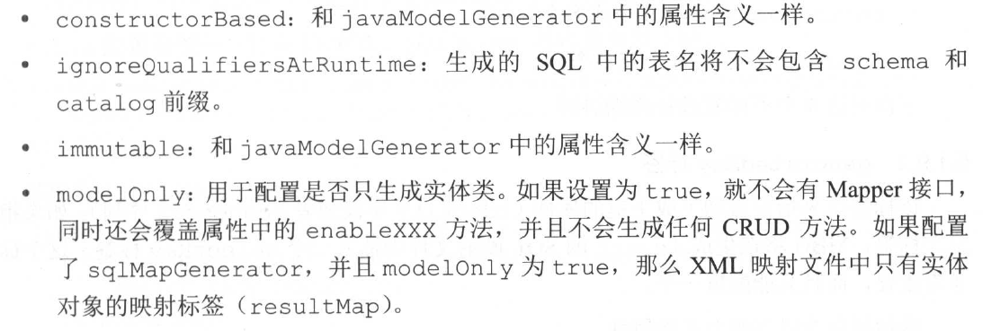 • constructorBased：和 javaModelGenerator 中的属性含义一样。
• ignoreQualifiersAtRuntime：生成的 SQL 中的表名将不会包含 schema 和
catalog 前缀。
• immutable：和 javaModelGenerator 中的属性含义一样。
• modelOnly：用于配置是否只生成实体类。如果设置为 true，就不会有 Mapper 接口，
同时还会覆盖属性中的 enableXXX 方法，并且不会生成任何 CRUD 方法。如果配置
了 sqlMapGenerator，并且 modelOnly 为 true，那么 XML 映射文件中只有实体
对象的映射标签（resultMap）。